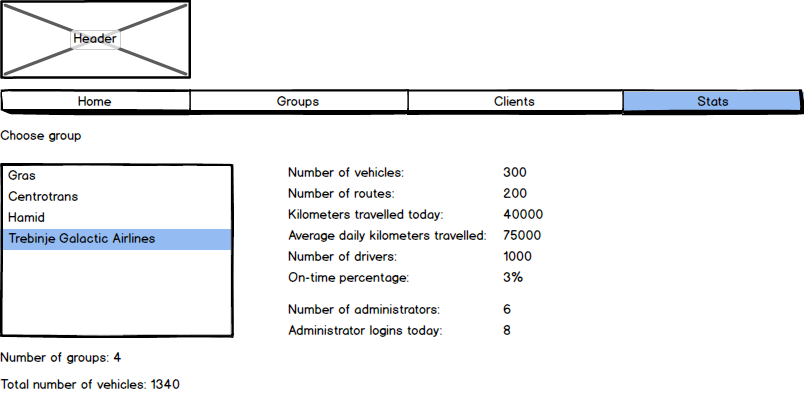 Header
Home Groups Clients Stats
Choose group
Gras
Centrotrans
Hamid
Trebinje Galactic Airlines
Number of vehicles: 300
Number of routes: 200
Kilometers travelled today: 40000
Average daily kilometers travelled: 75000
Number of drivers: 1000
On-time percentage: 3%
Number of administrators: 6
Administrator logins today: 8
Number of groups: 4
Total number of vehicles: 1340